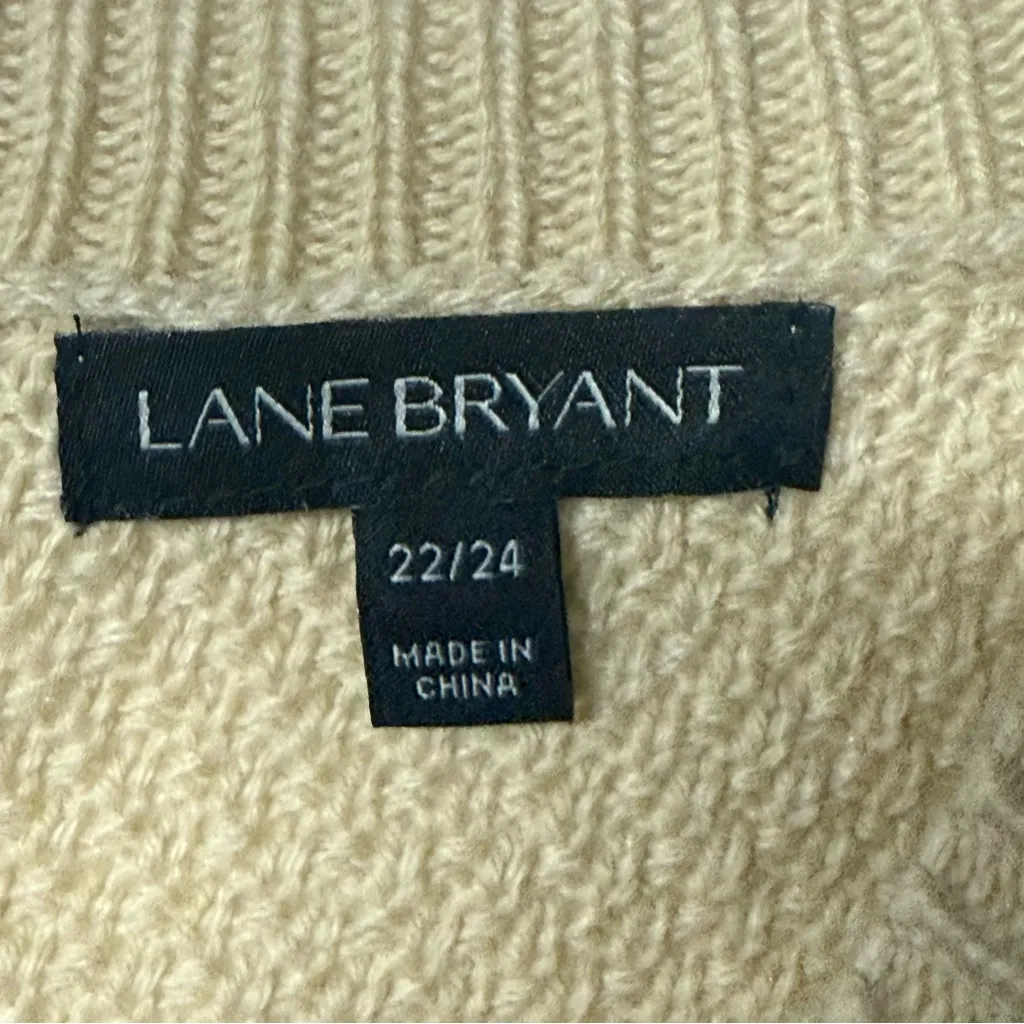 LANE BRYANT
22/24
MADE IN
CHINA